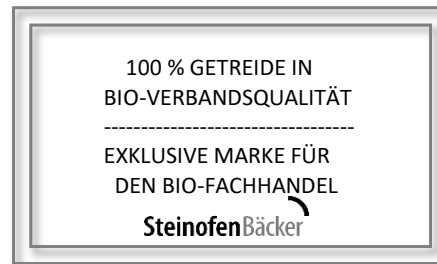 100 % GETREIDE IN
BIO-VERBANDSQUALITÄT
----------------------------------
EXKLUSIVE MARKE FÜR
DEN BIO-FACHHANDEL
SteinofenBäcker